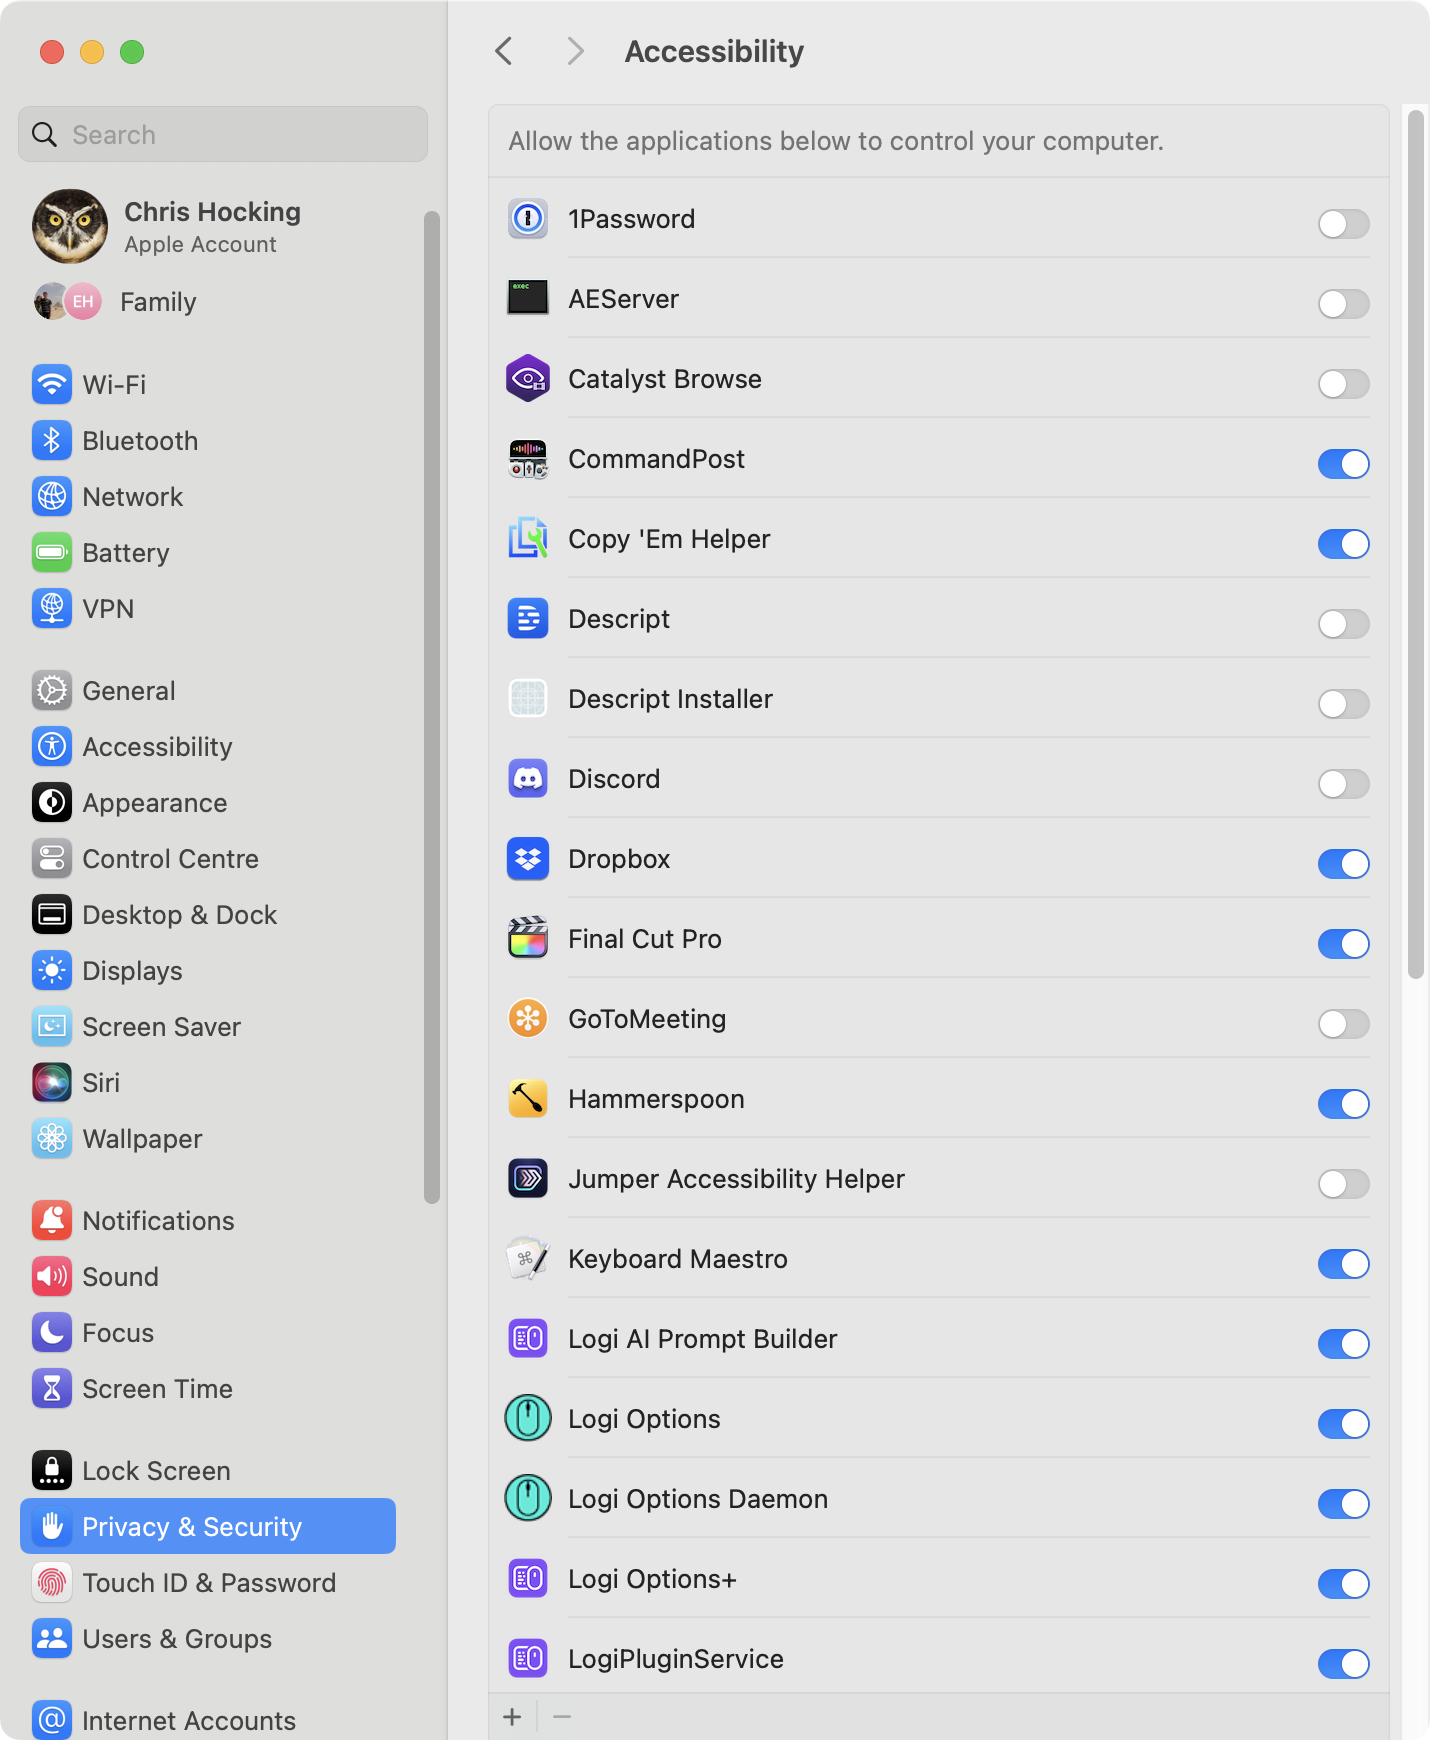 Accessibility
Search
Chris Hocking
Apple Account
EH
Family
Wi-Fi
Bluetooth
Network
Battery
VPN
General
Accessibility
Appearance
Control Centre
Desktop & Dock
Displays
Screen Saver
Siri
Wallpaper
Notifications
Sound
Focus
Screen Time
Lock Screen
Privacy & Security
Touch ID & Password
Users & Groups
Internet Accounts
Allow the applications below to control your computer.
1Password
exec
AEServer
Catalyst Browse
CommandPost
Copy 'Em Helper
Descript
Descript Installer
Discord
Dropbox
Final Cut Pro
GoToMeeting
Hammerspoon
Jumper Accessibility Helper
Keyboard Maestro
Logi AI Prompt Builder
Logi Options
Logi Options Daemon
Logi Options+
LogiPluginService